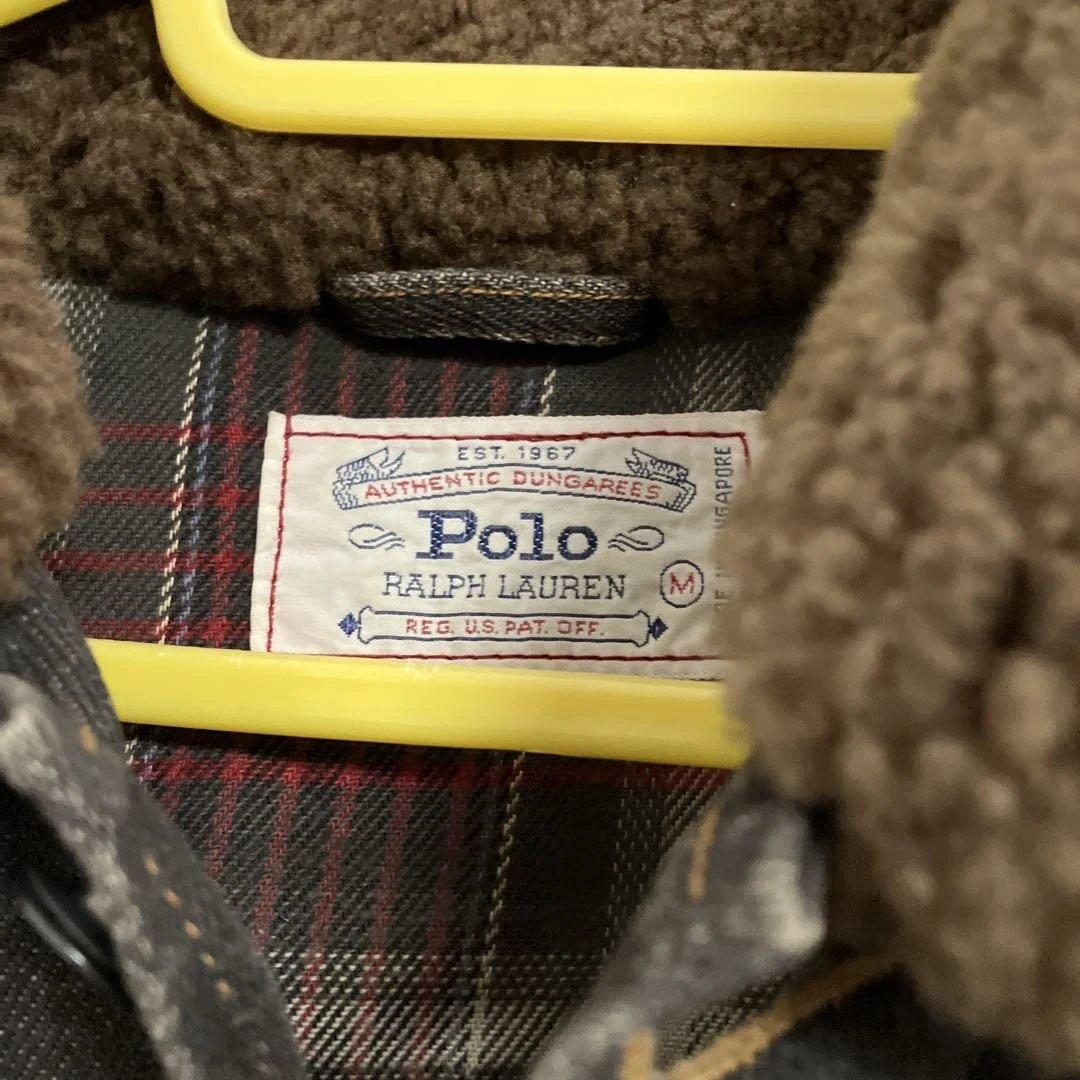 EST. 1967
AUTHENTIC DUNGAREES
Polo
RALPH LAUREN
M
REG. U.S. PAT. OFF.